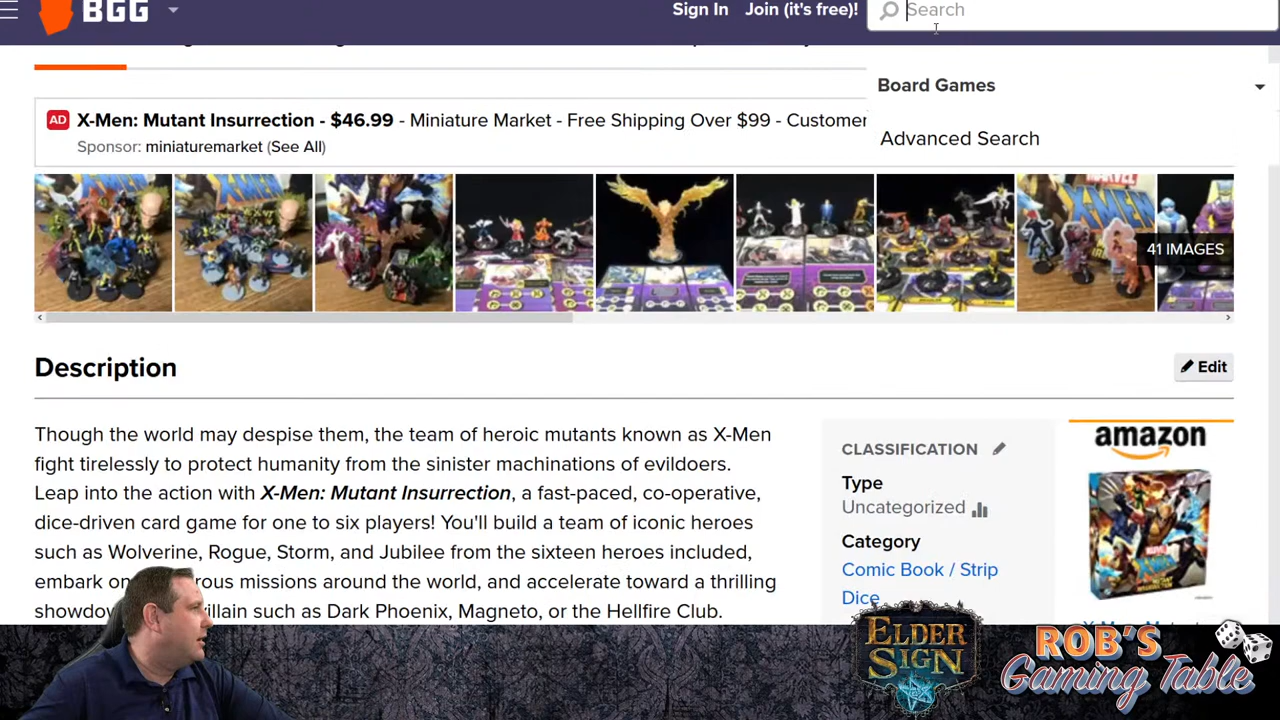 BGG
Sign In Join (it's free)! Search
Board Games
Advanced Search
AD X-Men: Mutant Insurrection - $46.99 - Miniature Market - Free Shipping Over $99 - Customer
Sponsor: miniaturemarket (See All)
X-MEN
41 IMAGES
Description
Edit
Though the world may despise them, the team of heroic mutants known as X-Men
fight tirelessly to protect humanity from the sinister machinations of evildoers.
Leap into the action with X-Men: Mutant Insurrection, a fast-paced, co-operative,
dice-driven card game for one to six players! You'll build a team of iconic heroes
such as Wolverine, Rogue, Storm, and Jubilee from the sixteen heroes included,
embark on missions around the world, and accelerate toward a thrilling
such as Dark Phoenix, Magneto, or the Hellfire Club.
CLASSIFICATION
Type
Uncategorized
Category
Comic Book / Strip
Dice
amazon
MARVEL
X-MEN
ELDER
SIGN
ROB'S
Gaming Table